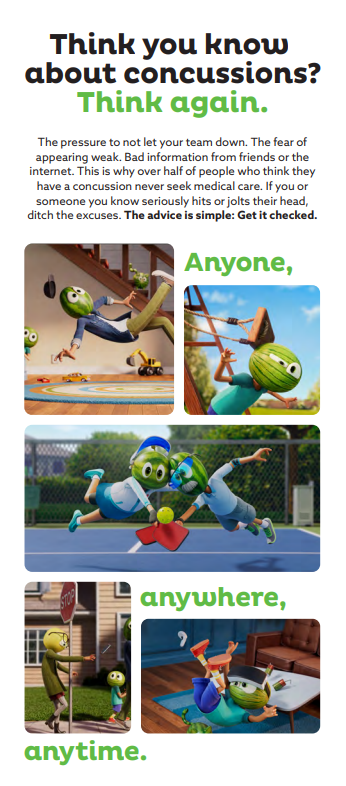 Think you know
about concussions?
Think again.
The pressure to not let your team down. The fear of
appearing weak. Bad information from friends or the
internet. This is why over half of people who think they
have a concussion never seek medical care. If you or
someone you know seriously hits or jolts their head,
ditch the excuses. The advice is simple: Get it checked.
Anyone,
STOP
anywhere,
anytime.